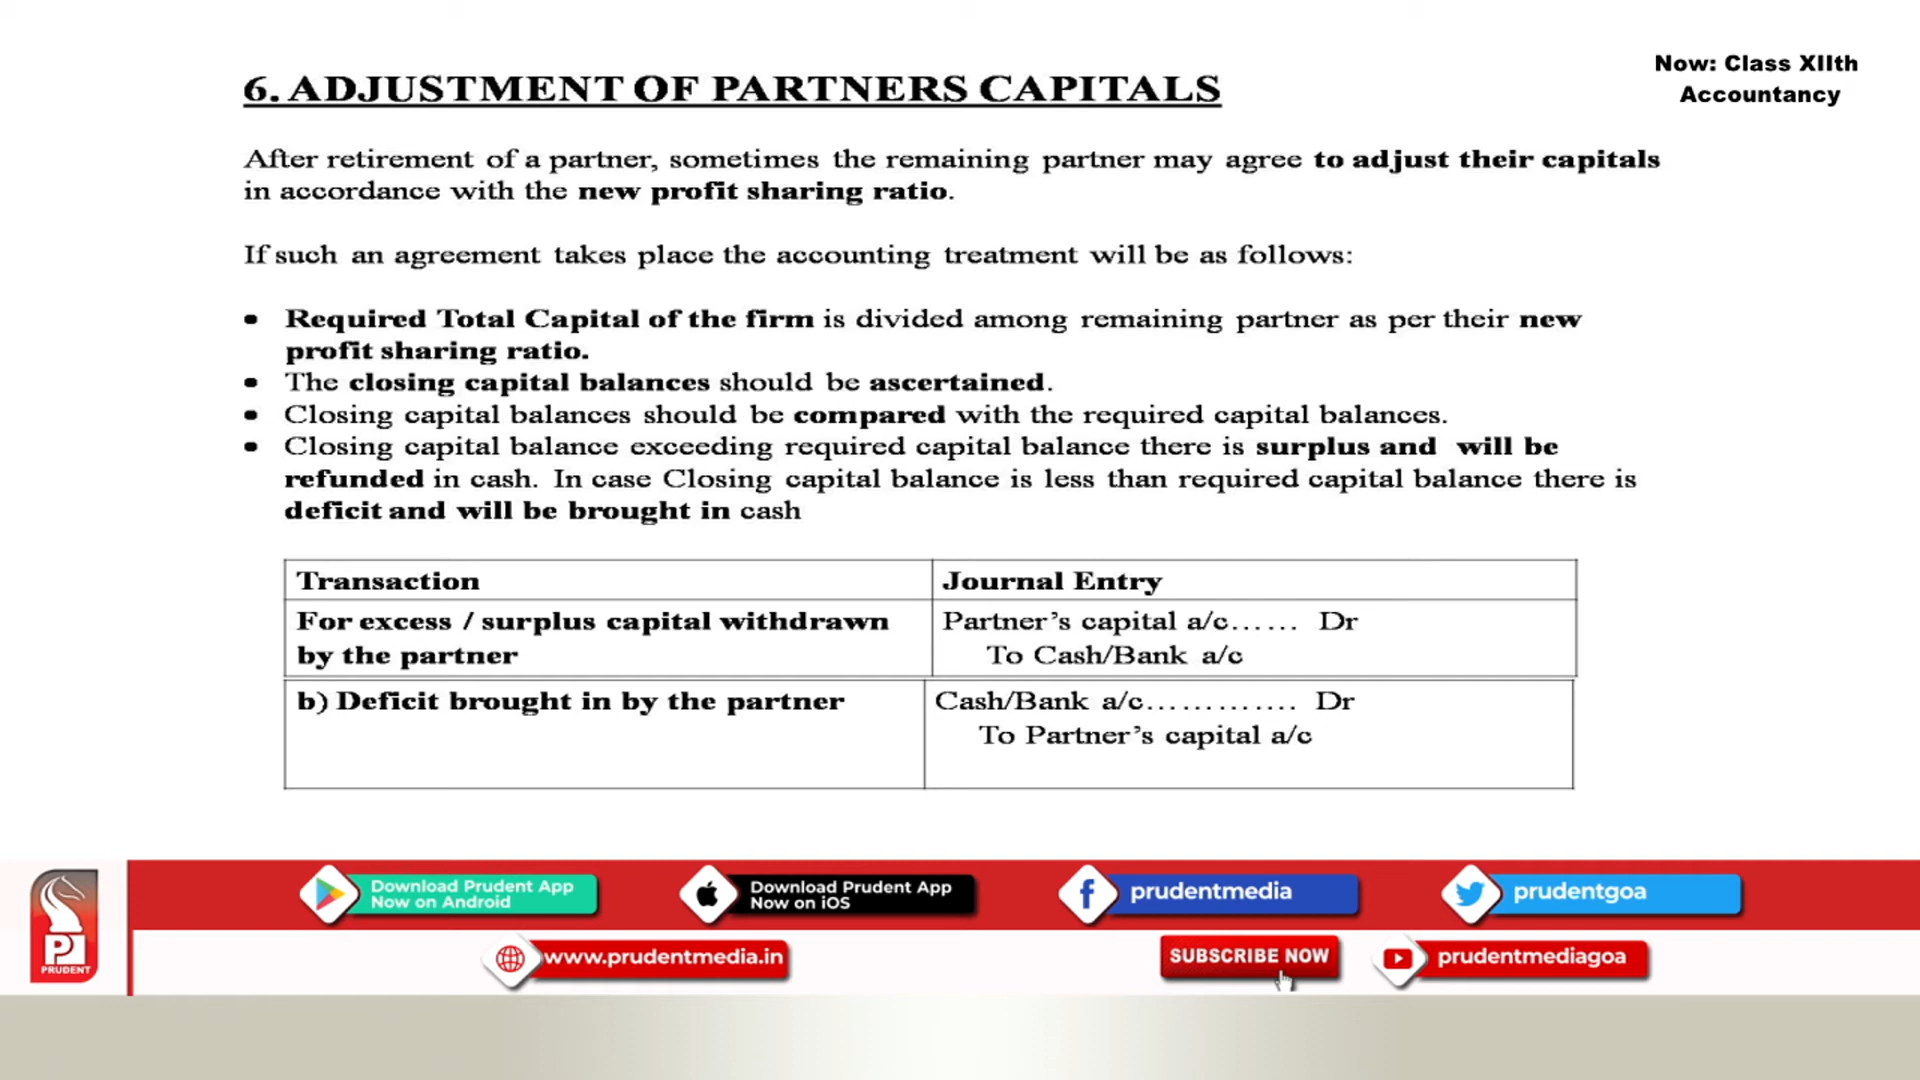 Now: Class XIIth
Accountancy
6. ADJUSTMENT OF PARTNERS CAPITALS
After retirement of a partner, sometimes the remaining partner may agree to adjust their capitals
in accordance with the new profit sharing ratio.
If such an agreement takes place the accounting treatment will be as follows:
• Required Total Capital of the firm is divided among remaining partner as per their new
profit sharing ratio.
• The closing capital balances should be ascertained.
• Closing capital balances should be compared with the required capital balances.
• Closing capital balance exceeding required capital balance there is surplus and will be
refunded in cash. In case Closing capital balance is less than required capital balance there is
deficit and will be brought in cash
Transaction
Journal Entry
For excess / surplus capital withdrawn
by the partner
Partner's capital a/c...... Dr
To Cash/Bank a/c
b) Deficit brought in by the partner
Cash/Bank a/c............. Dr
To Partner's capital a/c
Download Prudent App
Now on Android
Download Prudent App
Now on iOS
prudentmedia
prudentgoa
P
PRUDENT
www.prudentmedia.in
SUBSCRIBE NOW
prudentmediagoa